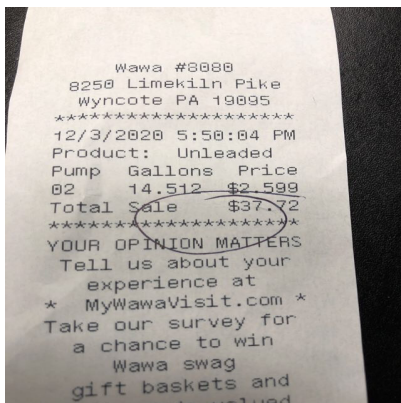 Wawa #8080
8250 Limekiln Pike
Wyncote PA 19095
********************
12/3/2020 5:50:04 PM
Product: Unleaded
Pump Gallons Price
02 14.512 $2.599
Total Sale $37.72
********************
YOUR OPINION MATTERS
Tell us about your
experience at
* MyWawaVisit.com *
Take our survey for
a chance to win
Wawa swag
gift baskets and
valued